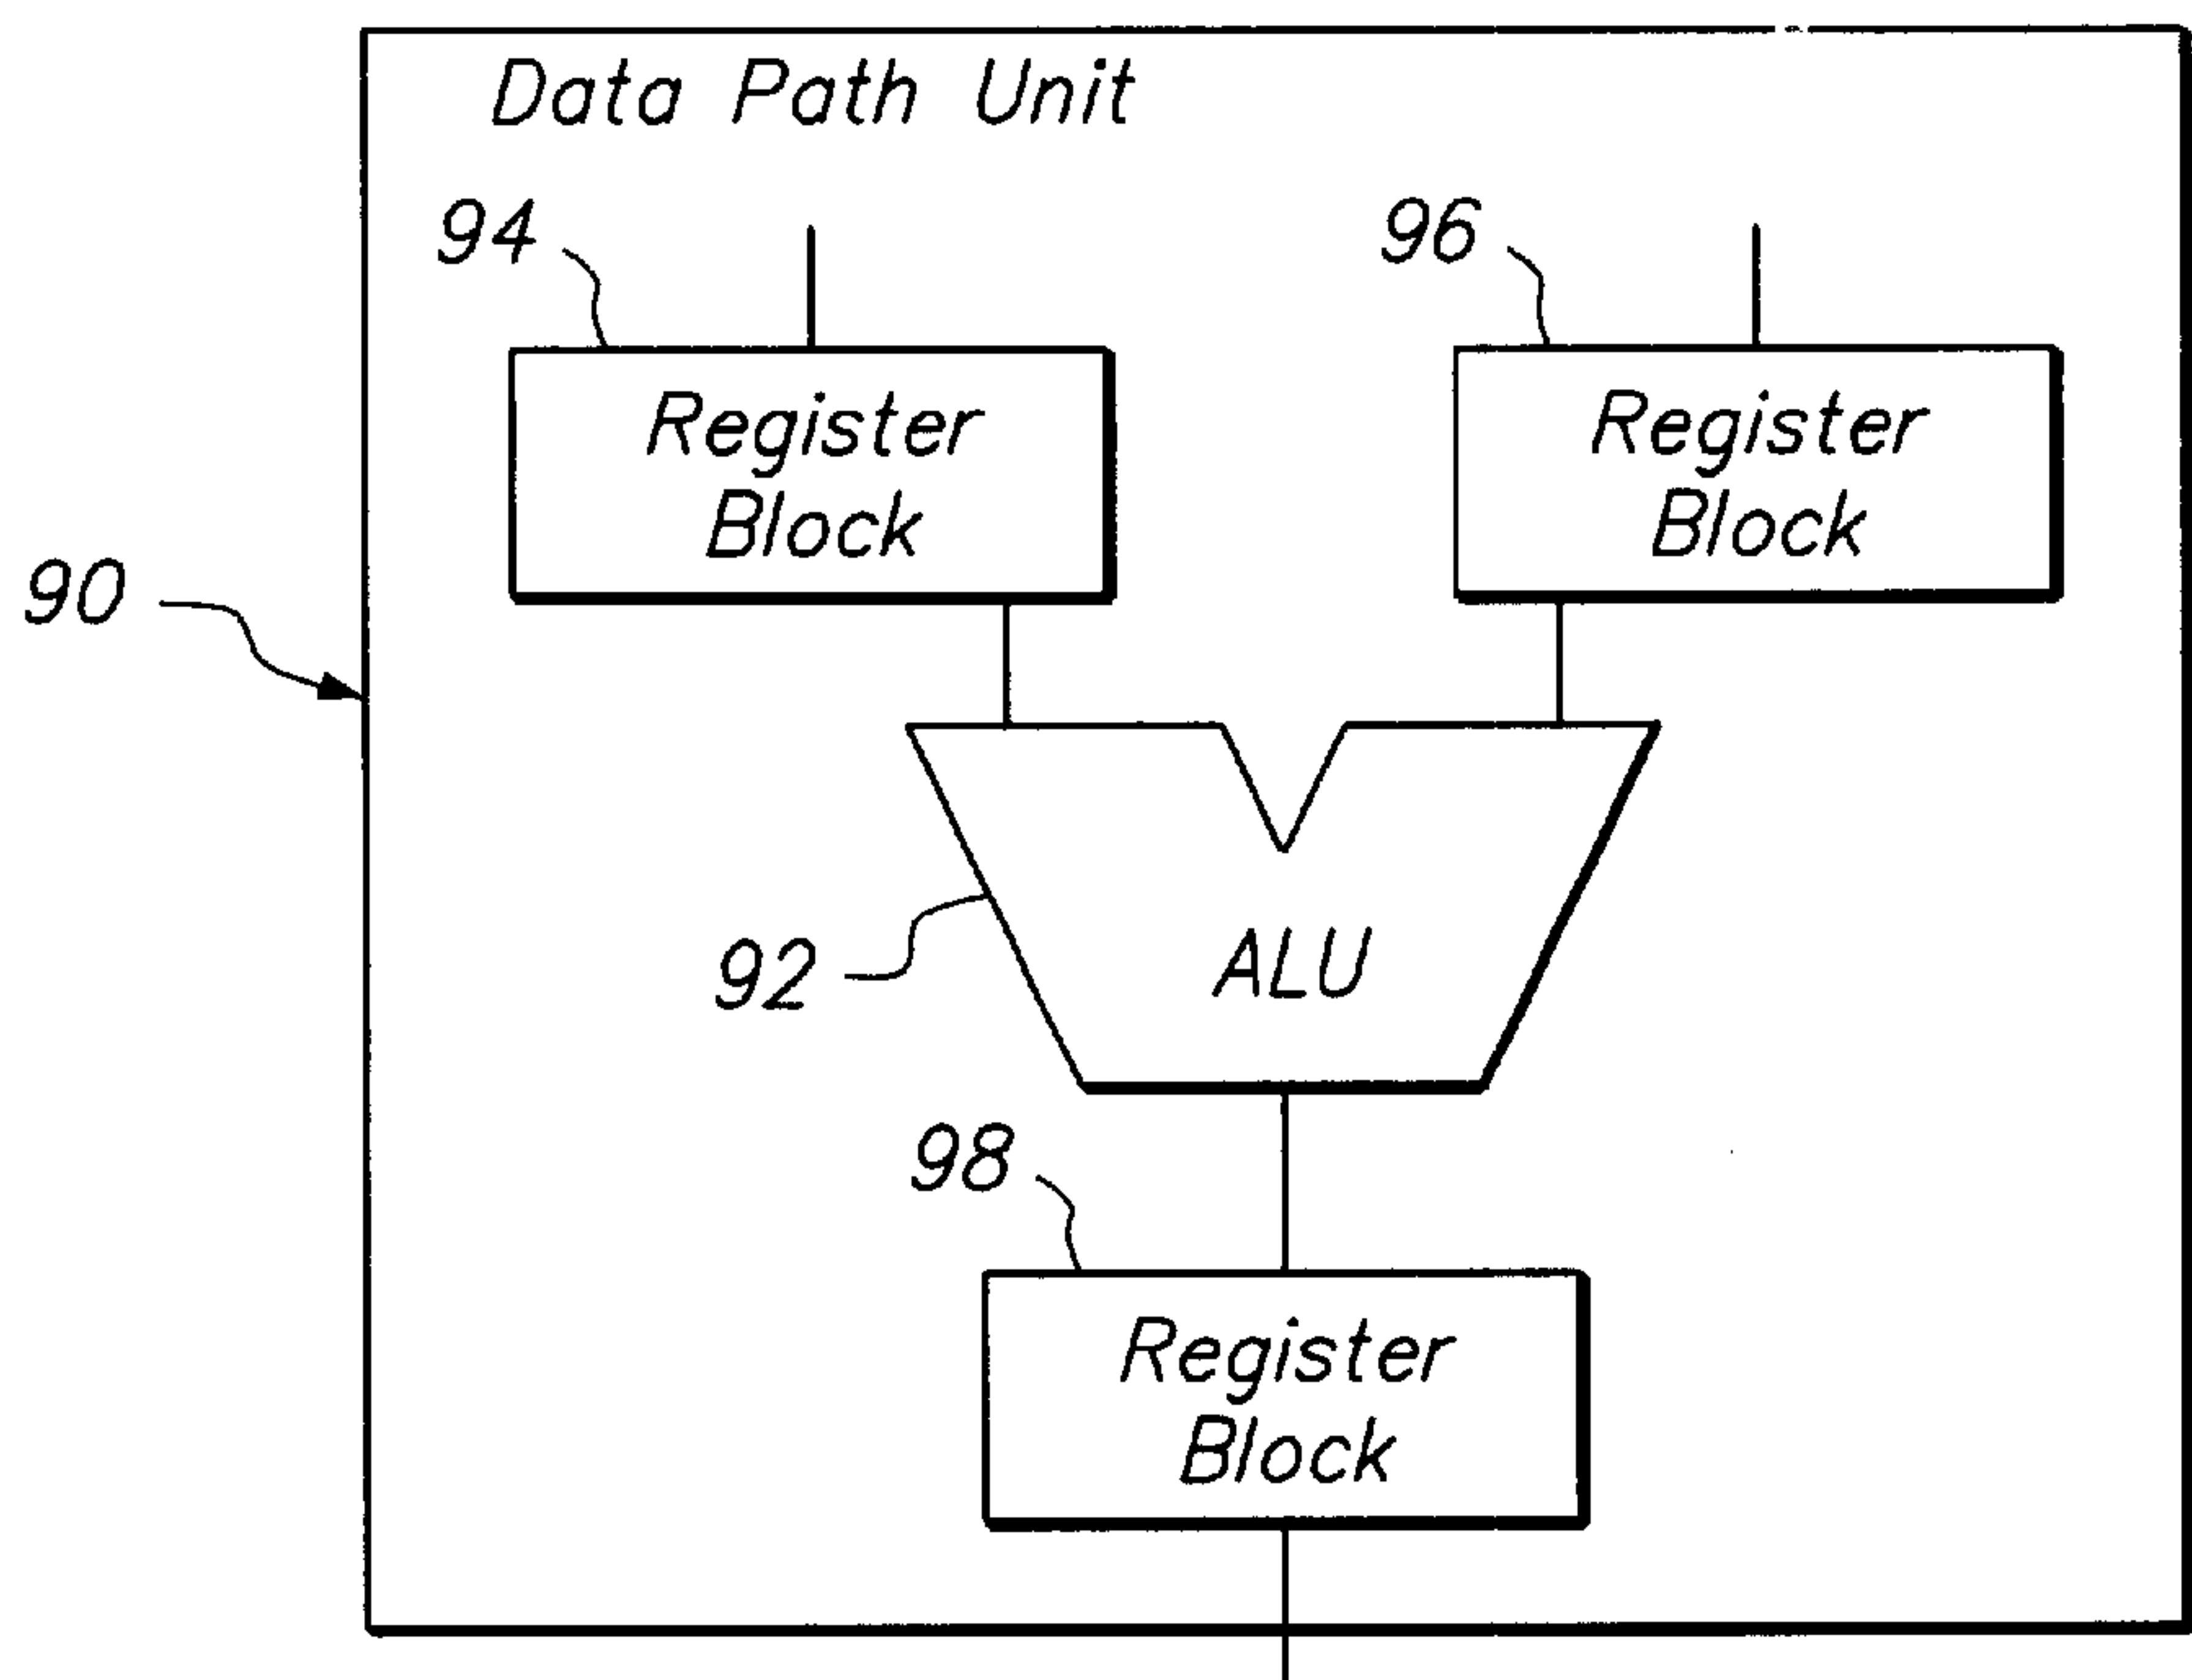 Data Path Unit
94
96
Register
Block
Register
Block
90
92
ALU
98
Register
Block